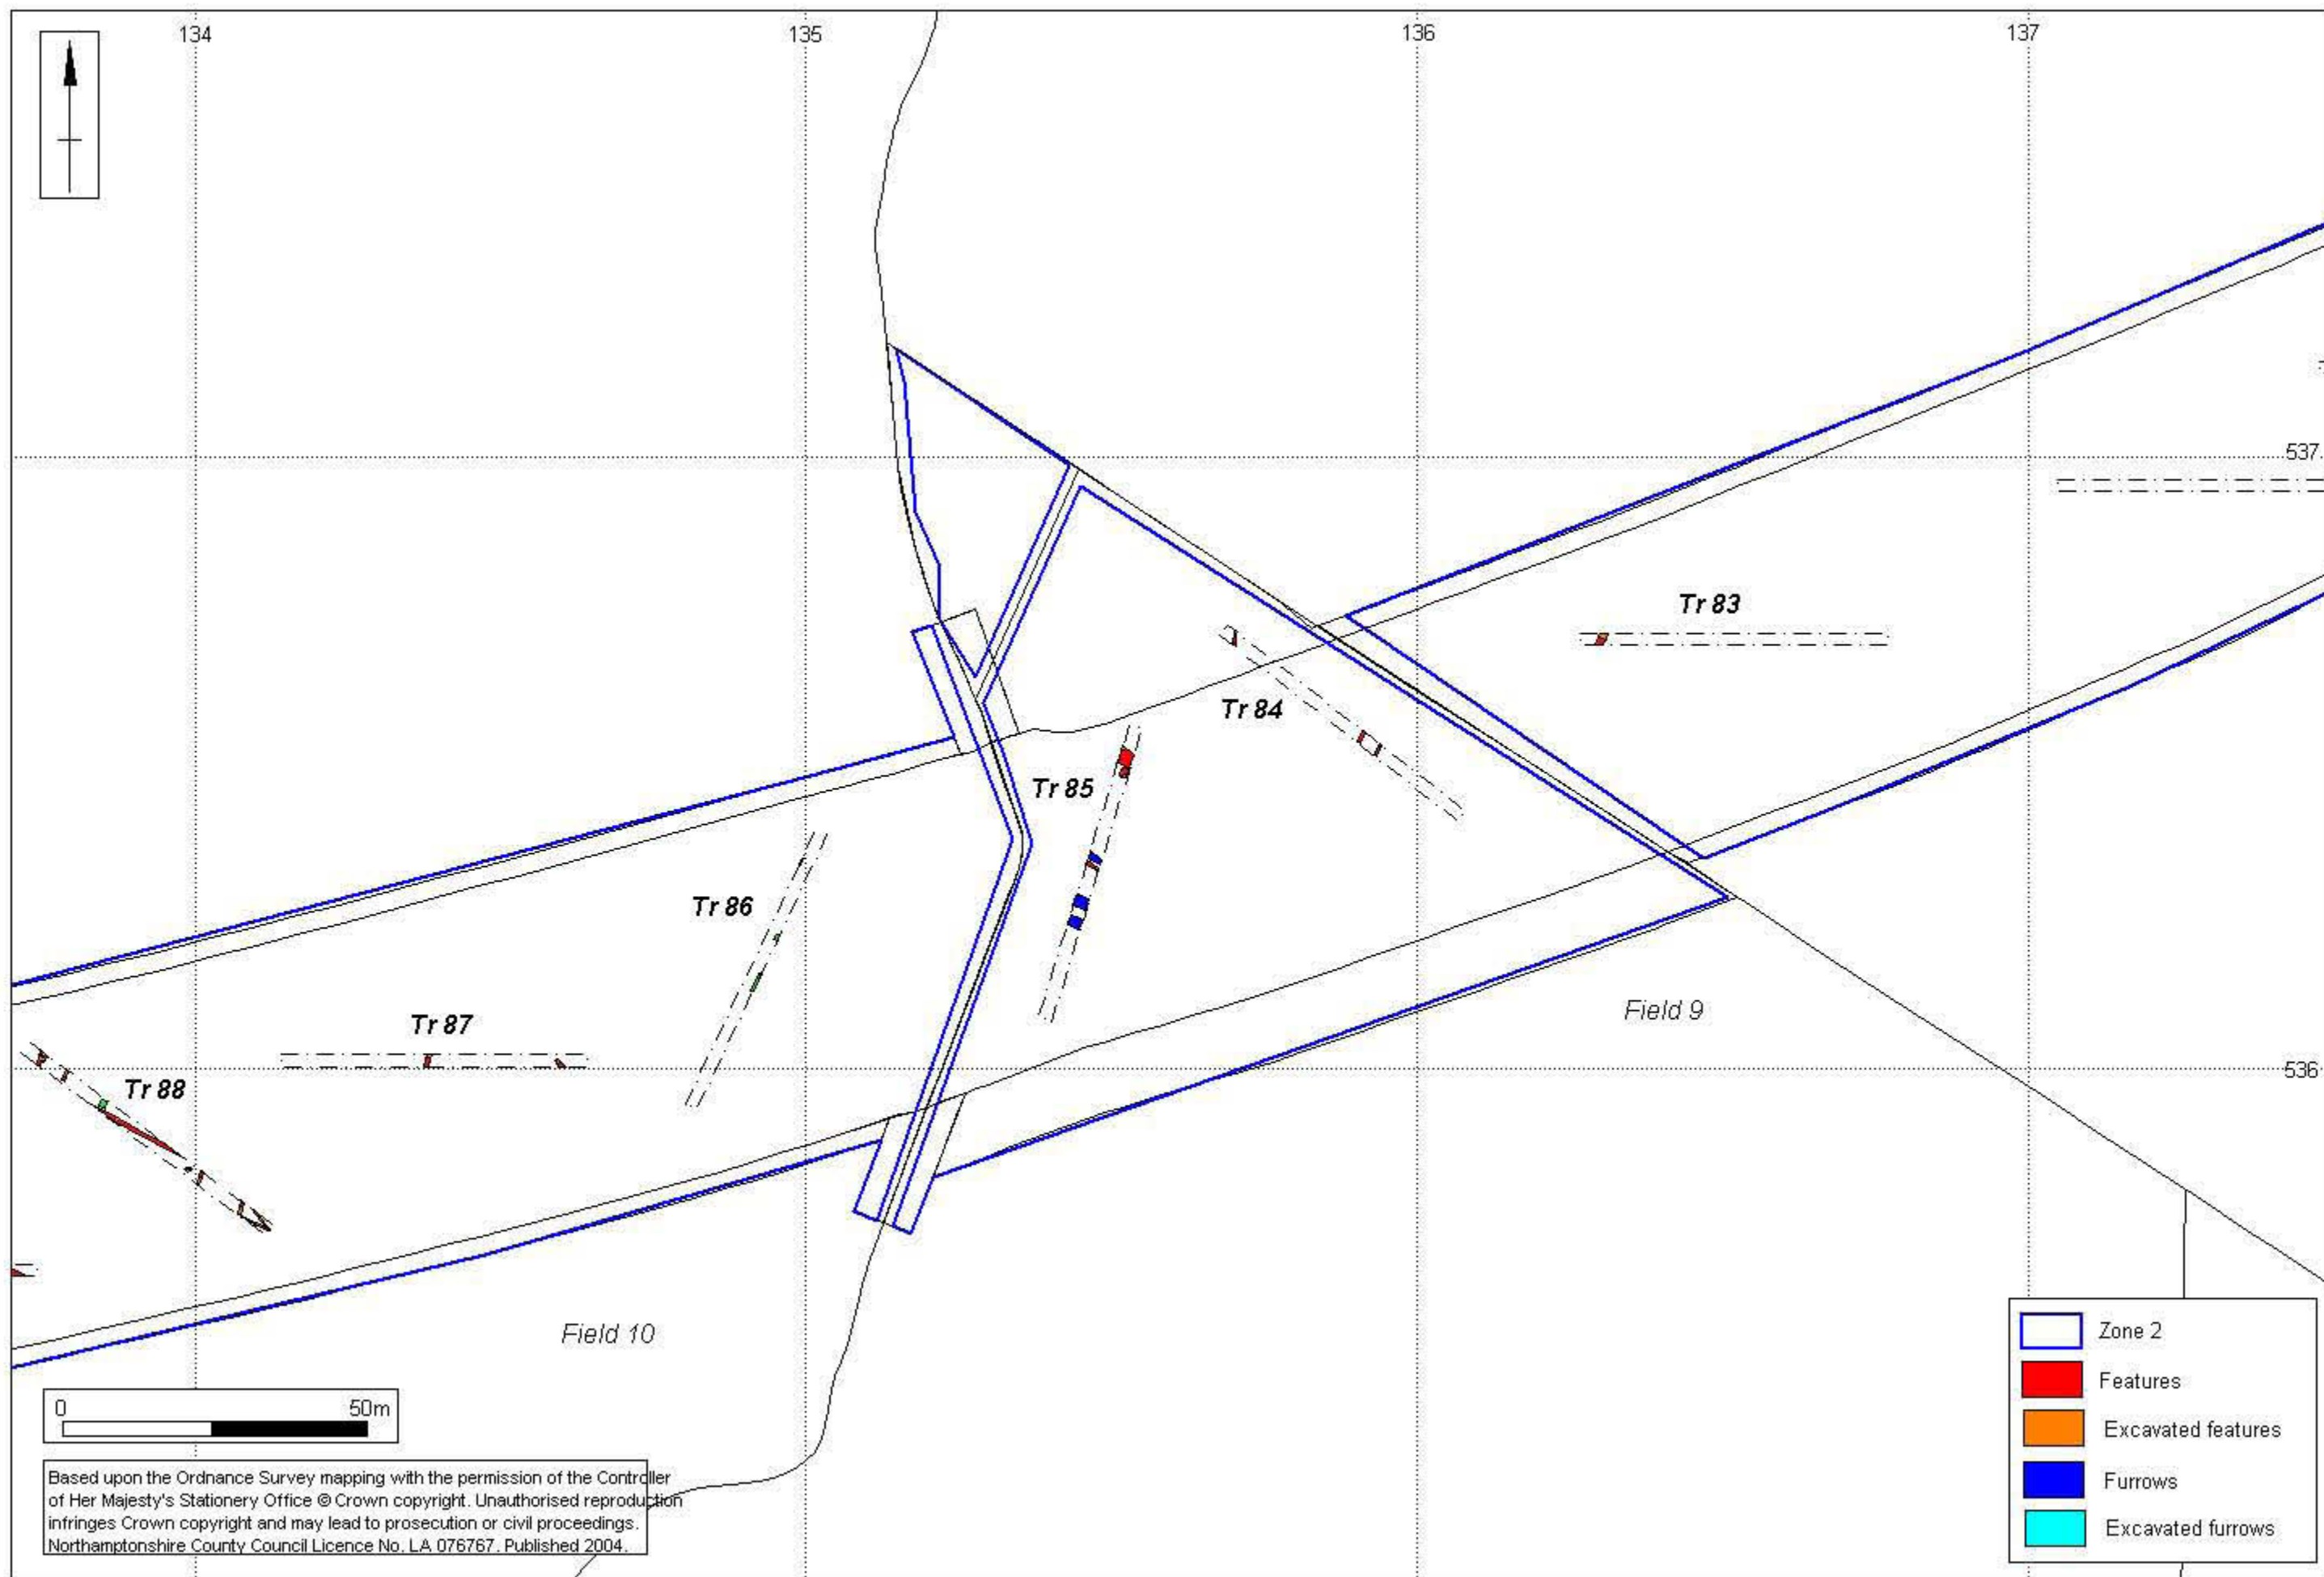 134
135
136
137
537
Tr 83
Tr 84
Tr 85
Tr 86
Field 9
Tr 87
536
Tr 88
Field 10
Zone 2
Features
Excavated features
Furrows
Excavated furrows
0 50m
Based upon the Ordnance Survey mapping with the permission of the Controller
of Her Majesty's Stationery Office © Crown copyright. Unauthorised reproduction
infringes Crown copyright and may lead to prosecution or civil proceedings.
Northamptonshire County Council Licence No. LA 076767. Published 2004.